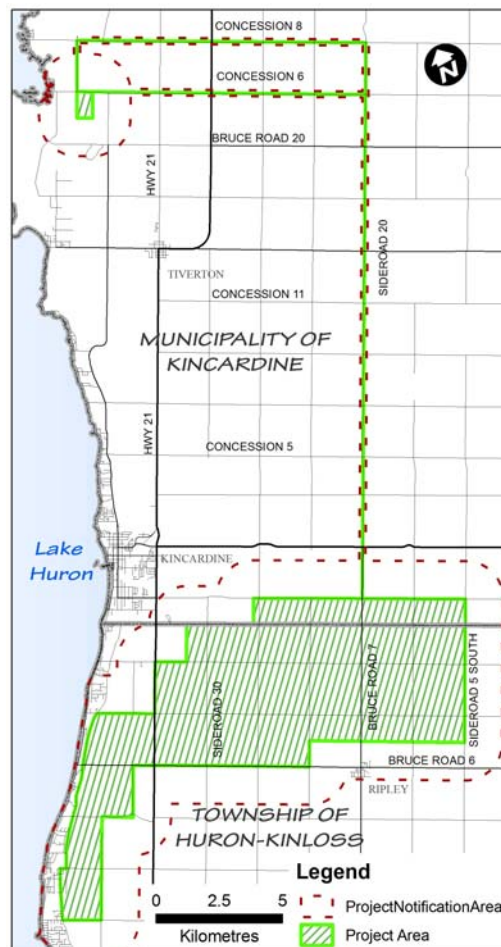 CONCESSION 8
N
CONCESSION 6
BRUCE ROAD 20
HWY 21
SIDEROAD 20
TIVERTON
CONCESSION 11
MUNICIPALITY OF
KINCARDINE
HWY 21
CONCESSION 5
Lake
Huron
KINCARDINE
SIDEROAD 30
BRUCE ROAD 7
SIDEROAD 5 SOUTH
BRUCE ROAD 6
RIPLEY
TOWNSHIP OF
HURON-KINLOSS
Legend
0 2.5 5
Kilometres
ProjectNotificationArea
Project Area